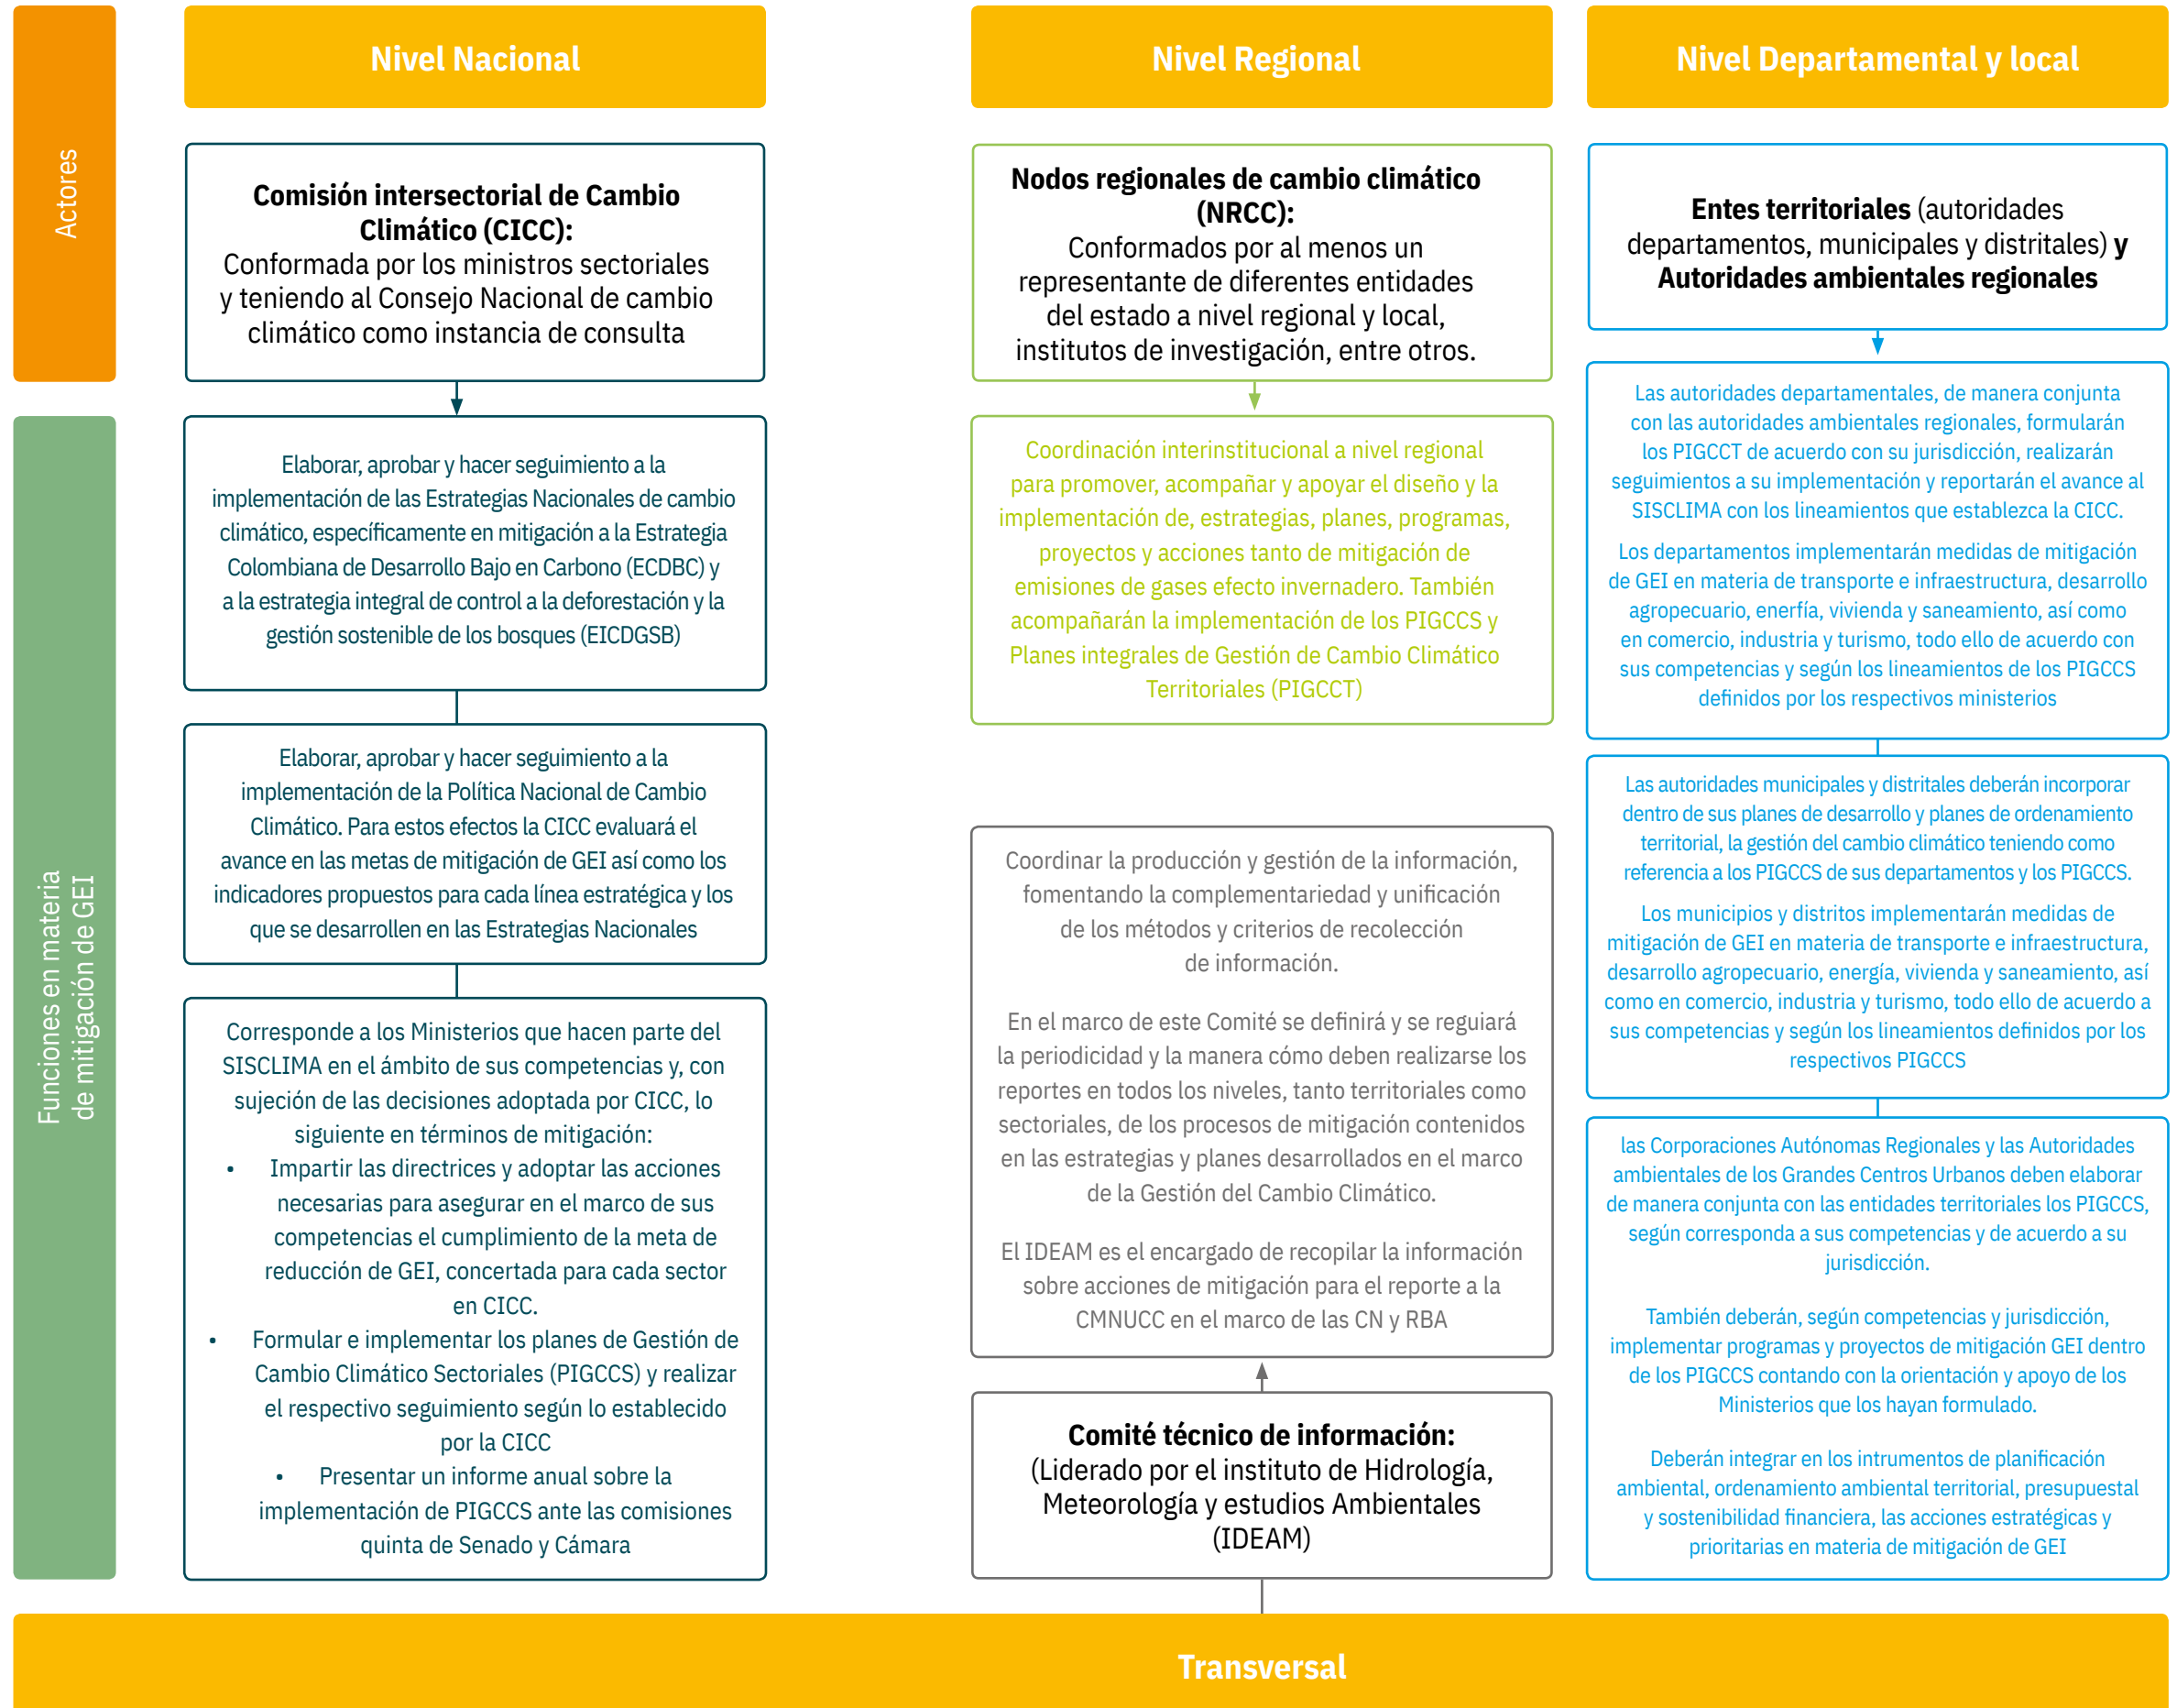 Actores
Funciones en materia
de mitigación de GEI
Nivel Nacional
Comisión intersectorial de Cambio
Climático (CICC):
Conformada por los ministros sectoriales
y teniendo al Consejo Nacional de cambio
climático como instancia de consulta
Elaborar, aprobar y hacer seguimiento a la
implementación de las Estrategias Nacionales de cambio
climático, específicamente en mitigación a la Estrategia
Colombiana de Desarrollo Bajo en Carbono (ECDBC) y
a la estrategia integral de control a la deforestación y la
gestión sostenible de los bosques (EICDGSB)
Elaborar, aprobar y hacer seguimiento a la
implementación de la Política Nacional de Cambio
Climático. Para estos efectos la CICC evaluará el
avance en las metas de mitigación de GEI así como los
indicadores propuestos para cada línea estratégica y los
que se desarrollen en las Estrategias Nacionales
Corresponde a los Ministerios que hacen parte del
SISCLIMA en el ámbito de sus competencias y, con
sujeción de las decisiones adoptada por CICC, lo
siguiente en términos de mitigación:
• Impartir las directrices y adoptar las acciones
necesarias para asegurar en el marco de sus
competencias el cumplimiento de la meta de
reducción de GEI, concertada para cada sector
en CICC.
• Formular e implementar los planes de Gestión de
Cambio Climático Sectoriales (PIGCCS) y realizar
el respectivo seguimiento según lo establecido
por la CICC
• Presentar un informe anual sobre la
implementación de PIGCCS ante las comisiones
quinta de Senado y Cámara
Nivel Regional
Nodos regionales de cambio climático
(NRCC):
Conformados por al menos un
representante de diferentes entidades
del estado a nivel regional y local,
institutos de investigación, entre otros.
Coordinación interinstitucional a nivel regional
para promover, acompañar y apoyar el diseño y la
implementación de, estrategias, planes, programas,
proyectos y acciones tanto de mitigación de
emisiones de gases efecto invernadero. También
acompañarán la implementación de los PIGCCS y
Planes integrales de Gestión de Cambio Climático
Territoriales (PIGCCT)
Coordinar la producción y gestión de la información,
fomentando la complementariedad y unificación
de los métodos y criterios de recolección
de información.
En el marco de este Comité se definirá y se reguiará
la periodicidad y la manera cómo deben realizarse los
reportes en todos los niveles, tanto territoriales como
sectoriales, de los procesos de mitigación contenidos
en las estrategias y planes desarrollados en el marco
de la Gestión del Cambio Climático.
El IDEAM es el encargado de recopilar la información
sobre acciones de mitigación para el reporte a la
CMNUCC en el marco de las CN y RBA
Comité técnico de información:
(Liderado por el instituto de Hidrología,
Meteorología y estudios Ambientales
(IDEAM)
Nivel Departamental y local
Entes territoriales (autoridades
departamentos, municipales y distritales) y
Autoridades ambientales regionales
Las autoridades departamentales, de manera conjunta
con las autoridades ambientales regionales, formularán
los PIGCCT de acuerdo con su jurisdicción, realizarán
seguimientos a su implementación y reportarán el avance al
SISCLIMA con los lineamientos que establezca la CICC.
Los departamentos implementarán medidas de mitigación
de GEI en materia de transporte e infraestructura, desarrollo
agropecuario, enerfía, vivienda y saneamiento, así como
en comercio, industria y turismo, todo ello de acuerdo con
sus competencias y según los lineamientos de los PIGCCS
definidos por los respectivos ministerios
Las autoridades municipales y distritales deberán incorporar
dentro de sus planes de desarrollo y planes de ordenamiento
territorial, la gestión del cambio climático teniendo como
referencia a los PIGCCS de sus departamentos y los PIGCCS.
Los municipios y distritos implementarán medidas de
mitigación de GEI en materia de transporte e infraestructura,
desarrollo agropecuario, energía, vivienda y saneamiento, así
como en comercio, industria y turismo, todo ello de acuerdo a
sus competencias y según los lineamientos definidos por los
respectivos PIGCCS
las Corporaciones Autónomas Regionales y las Autoridades
ambientales de los Grandes Centros Urbanos deben elaborar
de manera conjunta con las entidades territoriales los PIGCCS,
según corresponda a sus competencias y de acuerdo a su
jurisdicción.
También deberán, según competencias y jurisdicción,
implementar programas y proyectos de mitigación GEI dentro
de los PIGCCS contando con la orientación y apoyo de los
Ministerios que los hayan formulado.
Deberán integrar en los intrumentos de planificación
ambiental, ordenamiento ambiental territorial, presupuestal
y sostenibilidad financiera, las acciones estratégicas y
prioritarias en materia de mitigación de GEI
Transversal